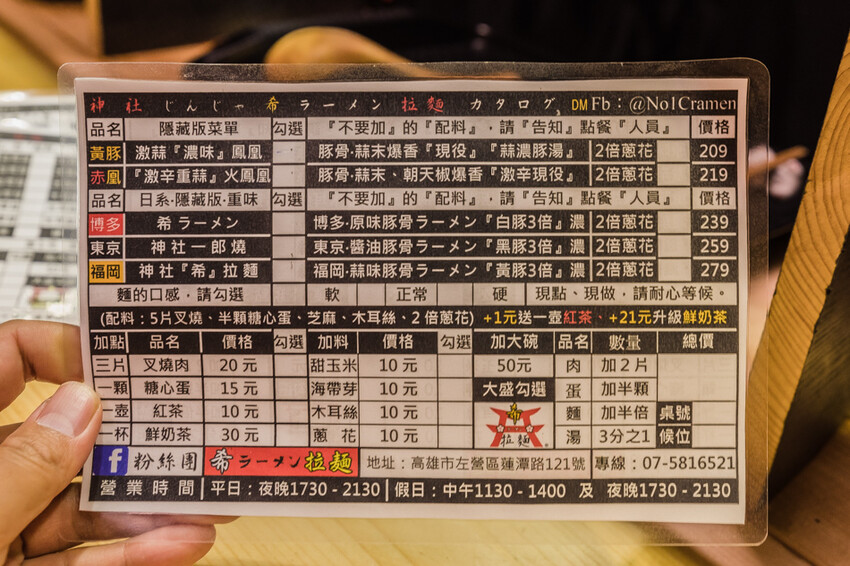 神社 じんじゃ 希 ラーメン 拉麵 カタログ, DM Fb：@No1Cramen
品名 隱藏版菜單 勾選 『不要加』的『配料』，請『告知』點餐『人員』 價格
黃豚 激蒜『濃味』鳳凰 豚骨·蒜末爆香『現役』『蒜濃豚湯』 2倍蔥花 209
赤凰 『激辛重蒜』火鳳凰 豚骨·蒜末、朝天椒爆香『激辛現役』 2倍蔥花 219
品名 日系·隱藏版·重味 『不要加』的『配料』，請『告知』點餐『人員』 價格
博多 希 ラーメン 博多·原味豚骨ラーメン『白豚3倍』濃 2倍蔥花 239
東京 神社一郎燒 東京·醬油豚骨ラーメン『黑豚3倍』濃 2倍蔥花 259
福岡 神社『希』拉麵 福岡·蒜味豚骨ラーメン『黃豚3倍』濃 2倍蔥花 279
麵的口感，請勾選 軟 正常 硬 現點、現做，請耐心等候。
(配料：5片叉燒、半顆糖心蛋、芝麻、木耳絲、2倍蔥花) +1元送一壺紅茶、+21元升級鮮奶茶
加點 品名 價格 勾選 加料 價格 勾選 加大碗 品名 數量 總價
三片 叉燒肉 20元 甜玉米 10元 50元 肉 加2片
一顆 糖心蛋 15元 海帶芽 10元 大盛勾選 蛋 加半顆
一壺 紅茶 10元 木耳絲 10元 希 麵 加半倍 桌號
一杯 鮮奶茶 30元 蔥花 10元 拉麵 湯 3分之1 候位
f 粉絲團 希ラーメン拉麵 地址：高雄市左營區蓮潭路121號 專線：07-5816521
營業時間 平日：夜晚1730 - 2130 假日：中午1130 - 1400 及 夜晚1730 - 2130